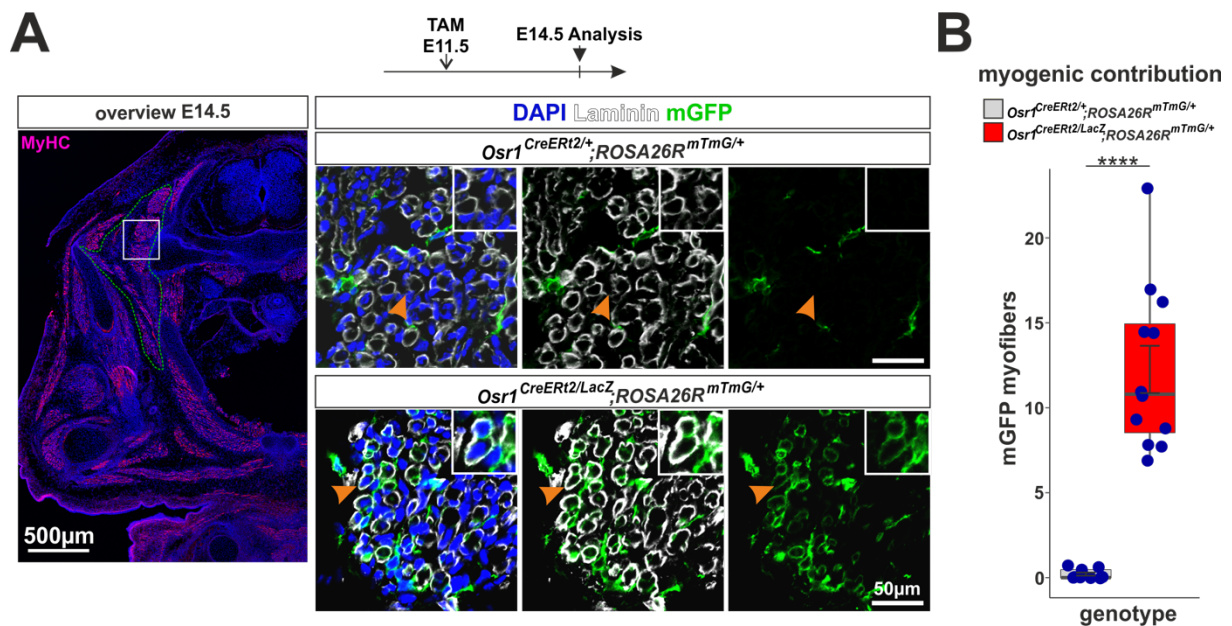 A
TAM
E11.5
E14.5 Analysis
overview E14.5
MyHC
500µm
DAPI Laminin mGFP
Osr1CreERt2/+;ROSA26RmTmG/+
Osr1CreERt2/LacZ;ROSA26RmTmG/+
50µm
B
myogenic contribution
Osr1CreERt2/+;ROSA26RmTmG/+
Osr1CreERt2/LacZ;ROSA26RmTmG/+
****
mGFP myofibers
20
15
10
5
0
genotype